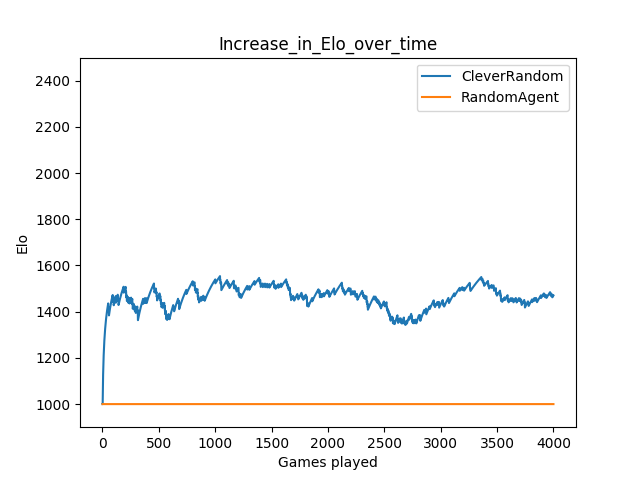 Increase_in_Elo_over_time
CleverRandom
RandomAgent
Elo
2400
2200
2000
1800
1600
1400
1200
1000
0 500 1000 1500 2000 2500 3000 3500 4000
Games played